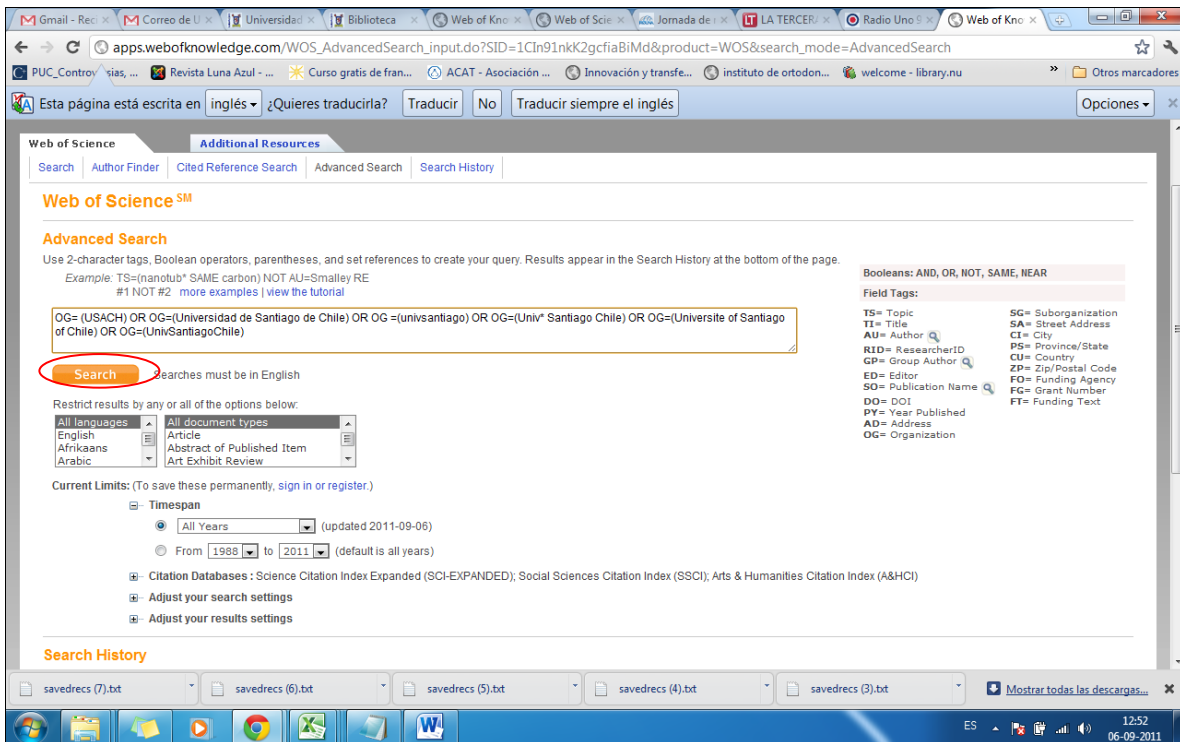 Gmail - Reci
Correo de U
Universidad
Biblioteca
Web of Kno
Web of Scie
Jornada de
LA TERCER
Radio Uno 9
Web of Kno
apps.webofknowledge.com/WOS_AdvancedSearch_input.do?SID=1CIn91nkK2gcfiaBiMd&product=WOS&search_mode=AdvancedSearch
PUC_Controv sias, ... Revista Luna Azul - ... Curso gratis de fran... ACAT - Asociación ... Innovación y transfe... instituto de ortodon... welcome - library.nu » Otros marcadores
Esta página está escrita en inglés ¿Quieres traducirla? Traducir No Traducir siempre el inglés Opciones
Web of Science Additional Resources
Search Author Finder Cited Reference Search Advanced Search Search History
Web of Science SM
Advanced Search
Use 2-character tags, Boolean operators, parentheses, and set references to create your query. Results appear in the Search History at the bottom of the page.
Example: TS=(nanotub* SAME carbon) NOT AU=Smalley RE
#1 NOT #2 more examples | view the tutorial
OG= (USACH) OR OG=(Universidad de Santiago de Chile) OR OG =(univsantiago) OR OG=(Univ* Santiago Chile) OR OG=(Universite of Santiago
of Chile) OR OG=(UnivSantiagoChile)
Search Searches must be in English
Restrict results by any or all of the options below:
All languages
English
Afrikaans
Arabic
All document types
Article
Abstract of Published Item
Art Exhibit Review
Current Limits: (To save these permanently, sign in or register.)
Timespan
All Years (updated 2011-09-06)
From 1988 to 2011 (default is all years)
Citation Databases : Science Citation Index Expanded (SCI-EXPANDED); Social Sciences Citation Index (SSCI); Arts & Humanities Citation Index (A&HCI)
Adjust your search settings
Adjust your results settings
Search History
Booleans: AND, OR, NOT, SAME, NEAR
Field Tags:
TS= Topic
TI= Title
AU= Author
RID= ResearcherID
GP= Group Author
ED= Editor
SO= Publication Name
DO= DOI
PY= Year Published
AD= Address
OG= Organization
SG= Suborganization
SA= Street Address
CI= City
PS= Province/State
CU= Country
ZP= Zip/Postal Code
FO= Funding Agency
FG= Grant Number
FT= Funding Text
savedrecs (7).txt savedrecs (6).txt savedrecs (5).txt savedrecs (4).txt savedrecs (3).txt Mostrar todas las descargas...
ES
12:52
06-09-2011